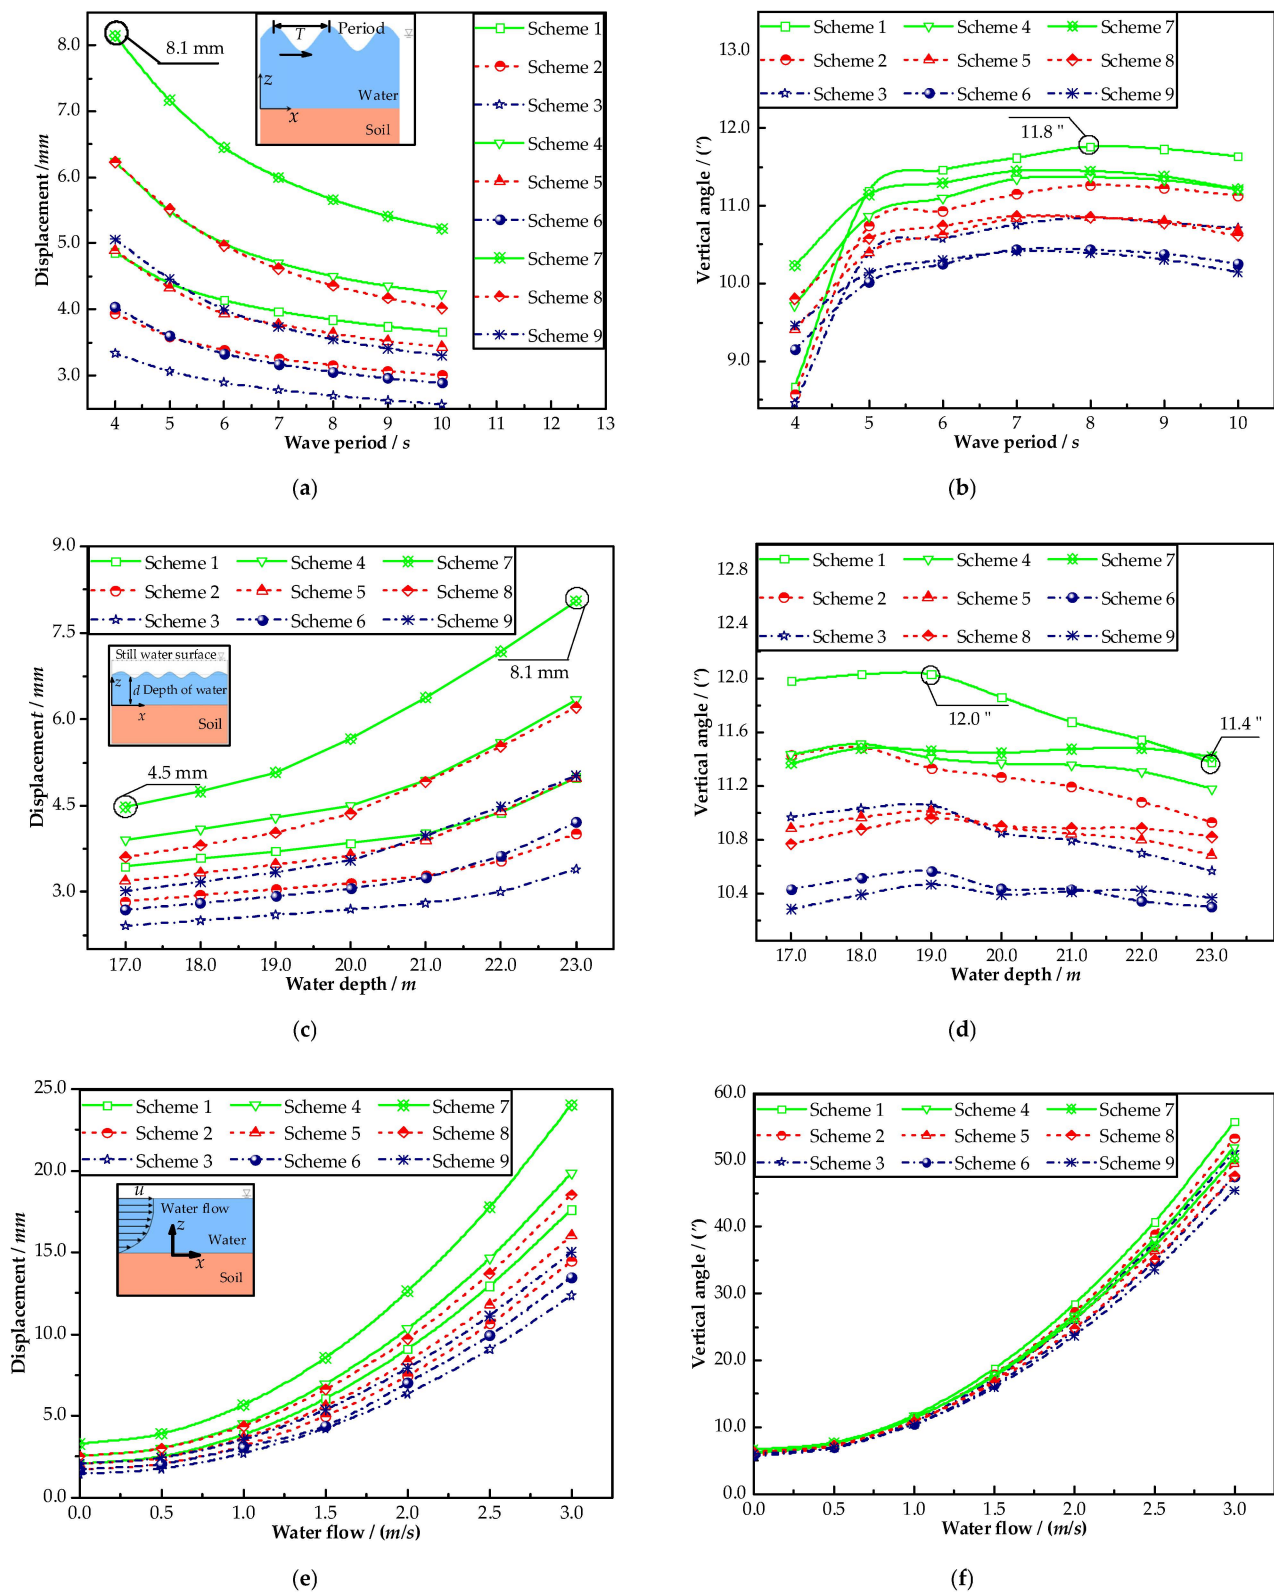 8.0
7.0
6.0
5.0
4.0
3.0
Displacement /mm
8.1 mm
T
Period
z
Water
x
Soil
Scheme 1
Scheme 2
Scheme 3
Scheme 4
Scheme 5
Scheme 6
Scheme 7
Scheme 8
Scheme 9
4 5 6 7 8 9 10 11 12 13
Wave period / s
(a)
13.0
12.0
11.0
10.0
9.0
Vertical angle / (″)
Scheme 1 Scheme 4 Scheme 7
Scheme 2 Scheme 5 Scheme 8
Scheme 3 Scheme 6 Scheme 9
11.8 "
4 5 6 7 8 9 10
Wave period / s
(b)
9.0
7.5
6.0
4.5
3.0
Displacement / mm
Scheme 1 Scheme 4 Scheme 7
Scheme 2 Scheme 5 Scheme 8
Scheme 3 Scheme 6 Scheme 9
Still water surface
z
d Depth of water
x
Soil
8.1 mm
4.5 mm
17.0 18.0 19.0 20.0 21.0 22.0 23.0
Water depth / m
(c)
12.8
12.4
12.0
11.6
11.2
10.8
10.4
Vertical angle / (″)
Scheme 1 Scheme 4 Scheme 7
Scheme 2 Scheme 5 Scheme 6
Scheme 3 Scheme 8 Scheme 9
12.0 "
11.4 "
17.0 18.0 19.0 20.0 21.0 22.0 23.0
Water depth / m
(d)
25.0
20.0
15.0
10.0
5.0
0.0
Displacement / mm
Scheme 1 Scheme 4 Scheme 7
Scheme 2 Scheme 5 Scheme 8
Scheme 3 Scheme 6 Scheme 9
u
Water flow
z
Water
x
Soil
0.0 0.5 1.0 1.5 2.0 2.5 3.0
Water flow / (m/s)
(e)
60.0
50.0
40.0
30.0
20.0
10.0
0.0
Vertical angle / (″)
Scheme 1 Scheme 4 Scheme 7
Scheme 2 Scheme 5 Scheme 8
Scheme 3 Scheme 6 Scheme 9
0.0 0.5 1.0 1.5 2.0 2.5 3.0
Water flow / (m/s)
(f)